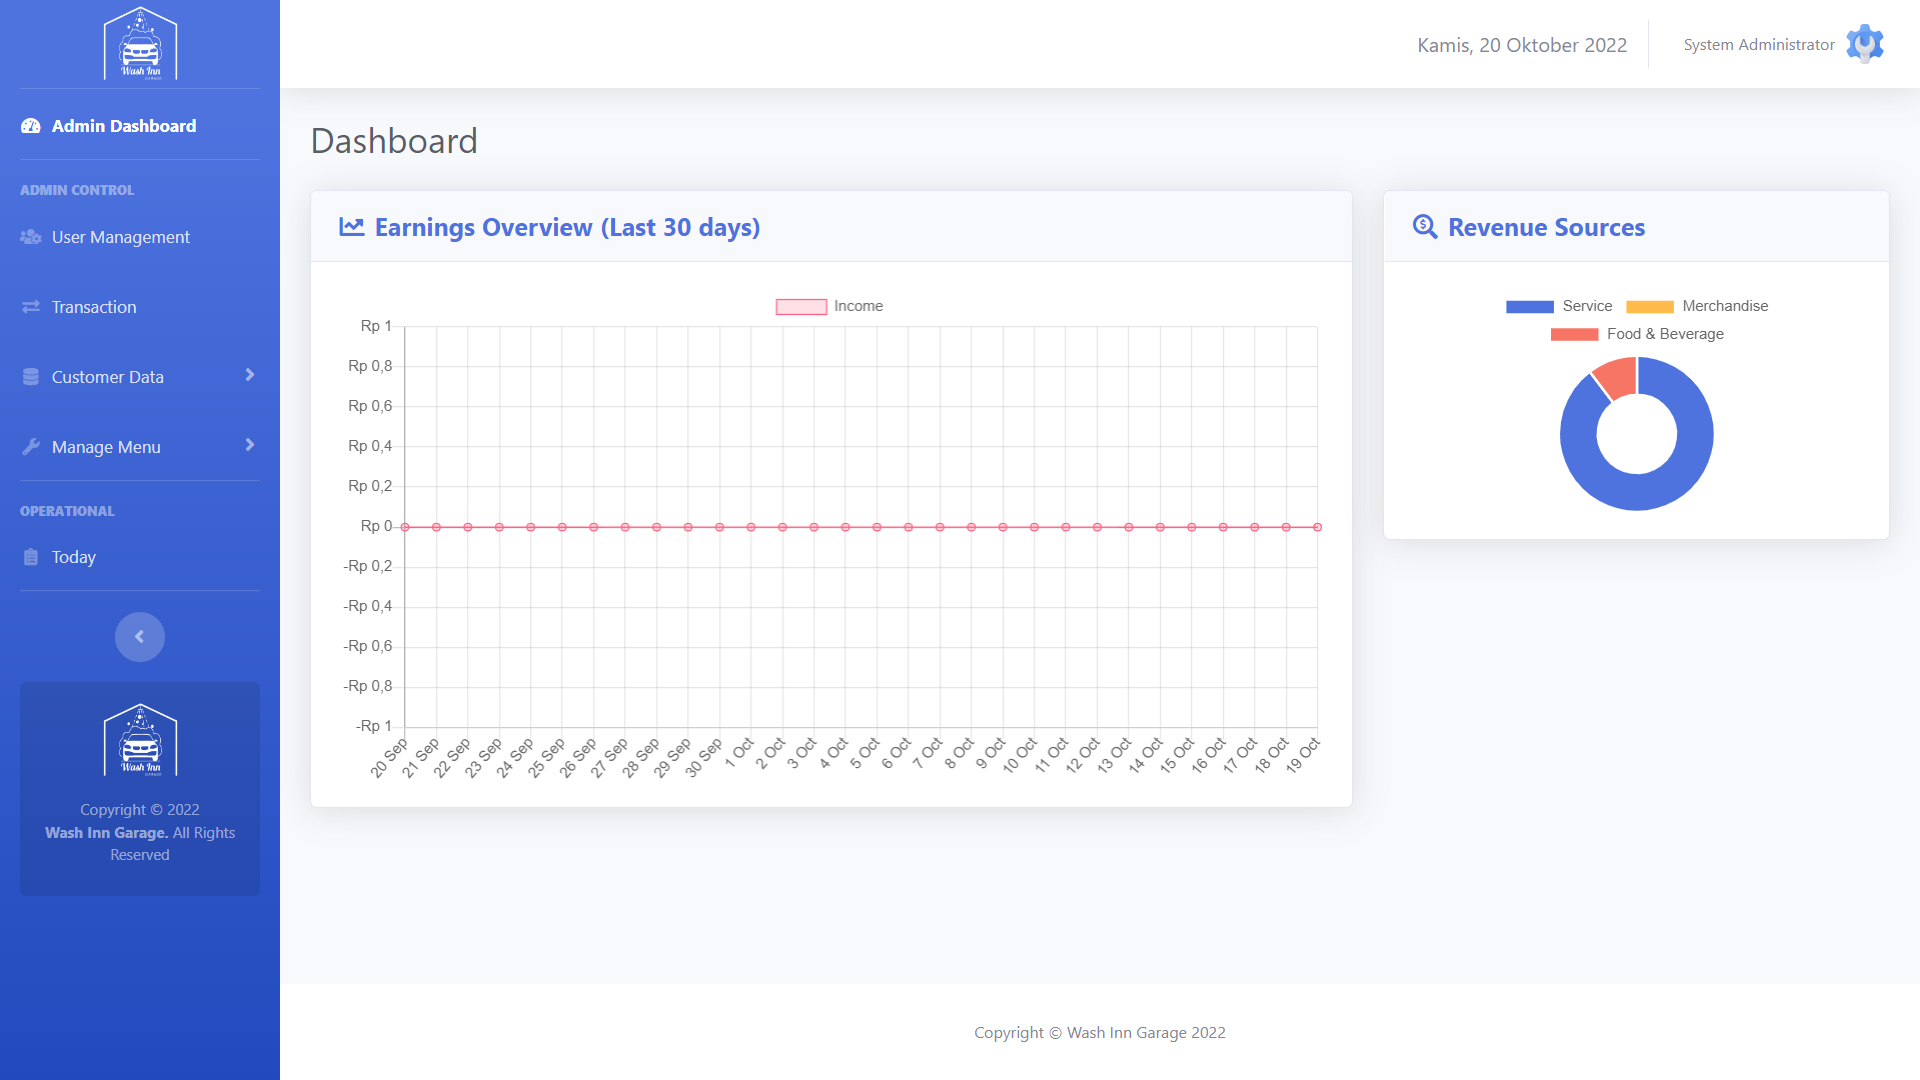 Wash Inn
GARAGE
Admin Dashboard
ADMIN CONTROL
User Management
Transaction
Customer Data
Manage Menu
OPERATIONAL
Today
Wash Inn
GARAGE
Copyright © 2022
Wash Inn Garage. All Rights
Reserved
Kamis, 20 Oktober 2022
System Administrator
Dashboard
Earnings Overview (Last 30 days)
Income
Rp 1
Rp 0,8
Rp 0,6
Rp 0,4
Rp 0,2
Rp 0
-Rp 0,2
-Rp 0,4
-Rp 0,6
-Rp 0,8
-Rp 1
20 Sep
21 Sep
22 Sep
23 Sep
24 Sep
25 Sep
26 Sep
27 Sep
28 Sep
29 Sep
30 Sep
1 Oct
2 Oct
3 Oct
4 Oct
5 Oct
6 Oct
7 Oct
8 Oct
9 Oct
10 Oct
11 Oct
12 Oct
13 Oct
14 Oct
15 Oct
16 Oct
17 Oct
18 Oct
19 Oct
Revenue Sources
Service Merchandise
Food & Beverage
Copyright © Wash Inn Garage 2022